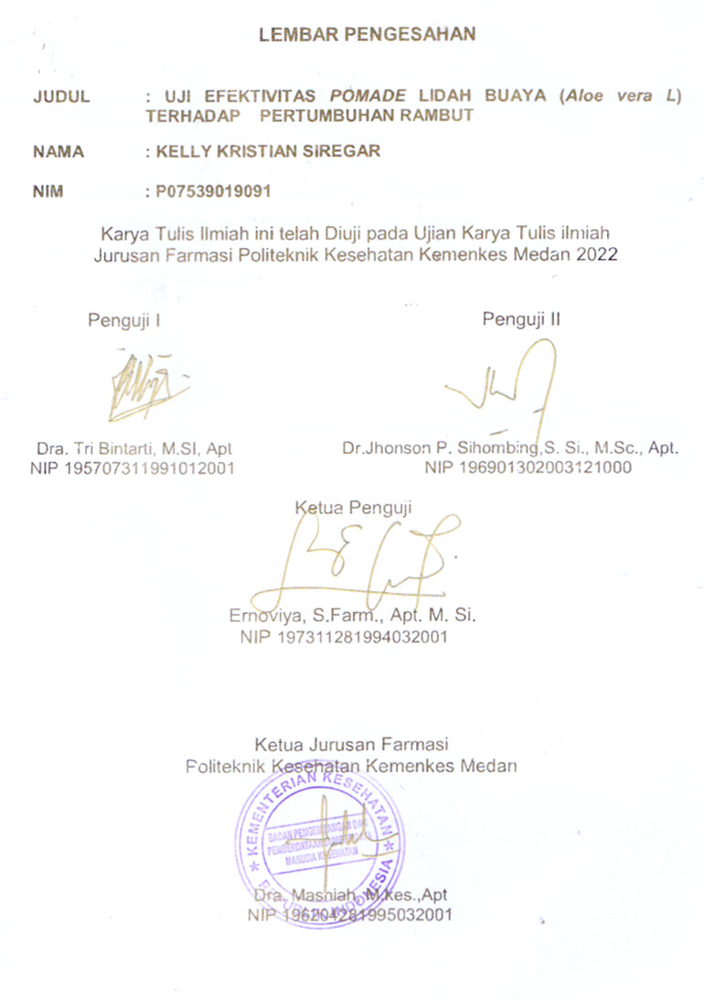 LEMBAR PENGESAHAN
JUDUL : UJI EFEKTIVITAS POMADE LIDAH BUAYA (Aloe vera L)
TERHADAP PERTUMBUHAN RAMBUT
NAMA : KELLY KRISTIAN SIREGAR
NIM : P07539019091
Karya Tulis Ilmiah ini telah Diuji pada Ujian Karya Tulis ilmiah
Jurusan Farmasi Politeknik Kesehatan Kemenkes Medan 2022
Penguji I Penguji II
Dra. Tri Bintarti, M.SI, Apt Dr.Jhonson P. Sihombing,S. Si., M.Sc., Apt.
NIP 195707311991012001 NIP 196901302003121000
Ketua Penguji
Ernoviya, S.Farm., Apt. M. Si.
NIP 197311281994032001
Ketua Jurusan Farmasi
Politeknik Kesehatan Kemenkes Medan
KEMENTERIAN KESEHATAN
BADAN PENGEMBANGAN DAN
PEMBERDAYAAN SUMBER DAYA
MANUSIA KESEHATAN
REPUBLIK INDONESIA
Dra. Masniah, M.kes.,Apt
NIP 196204281995032001